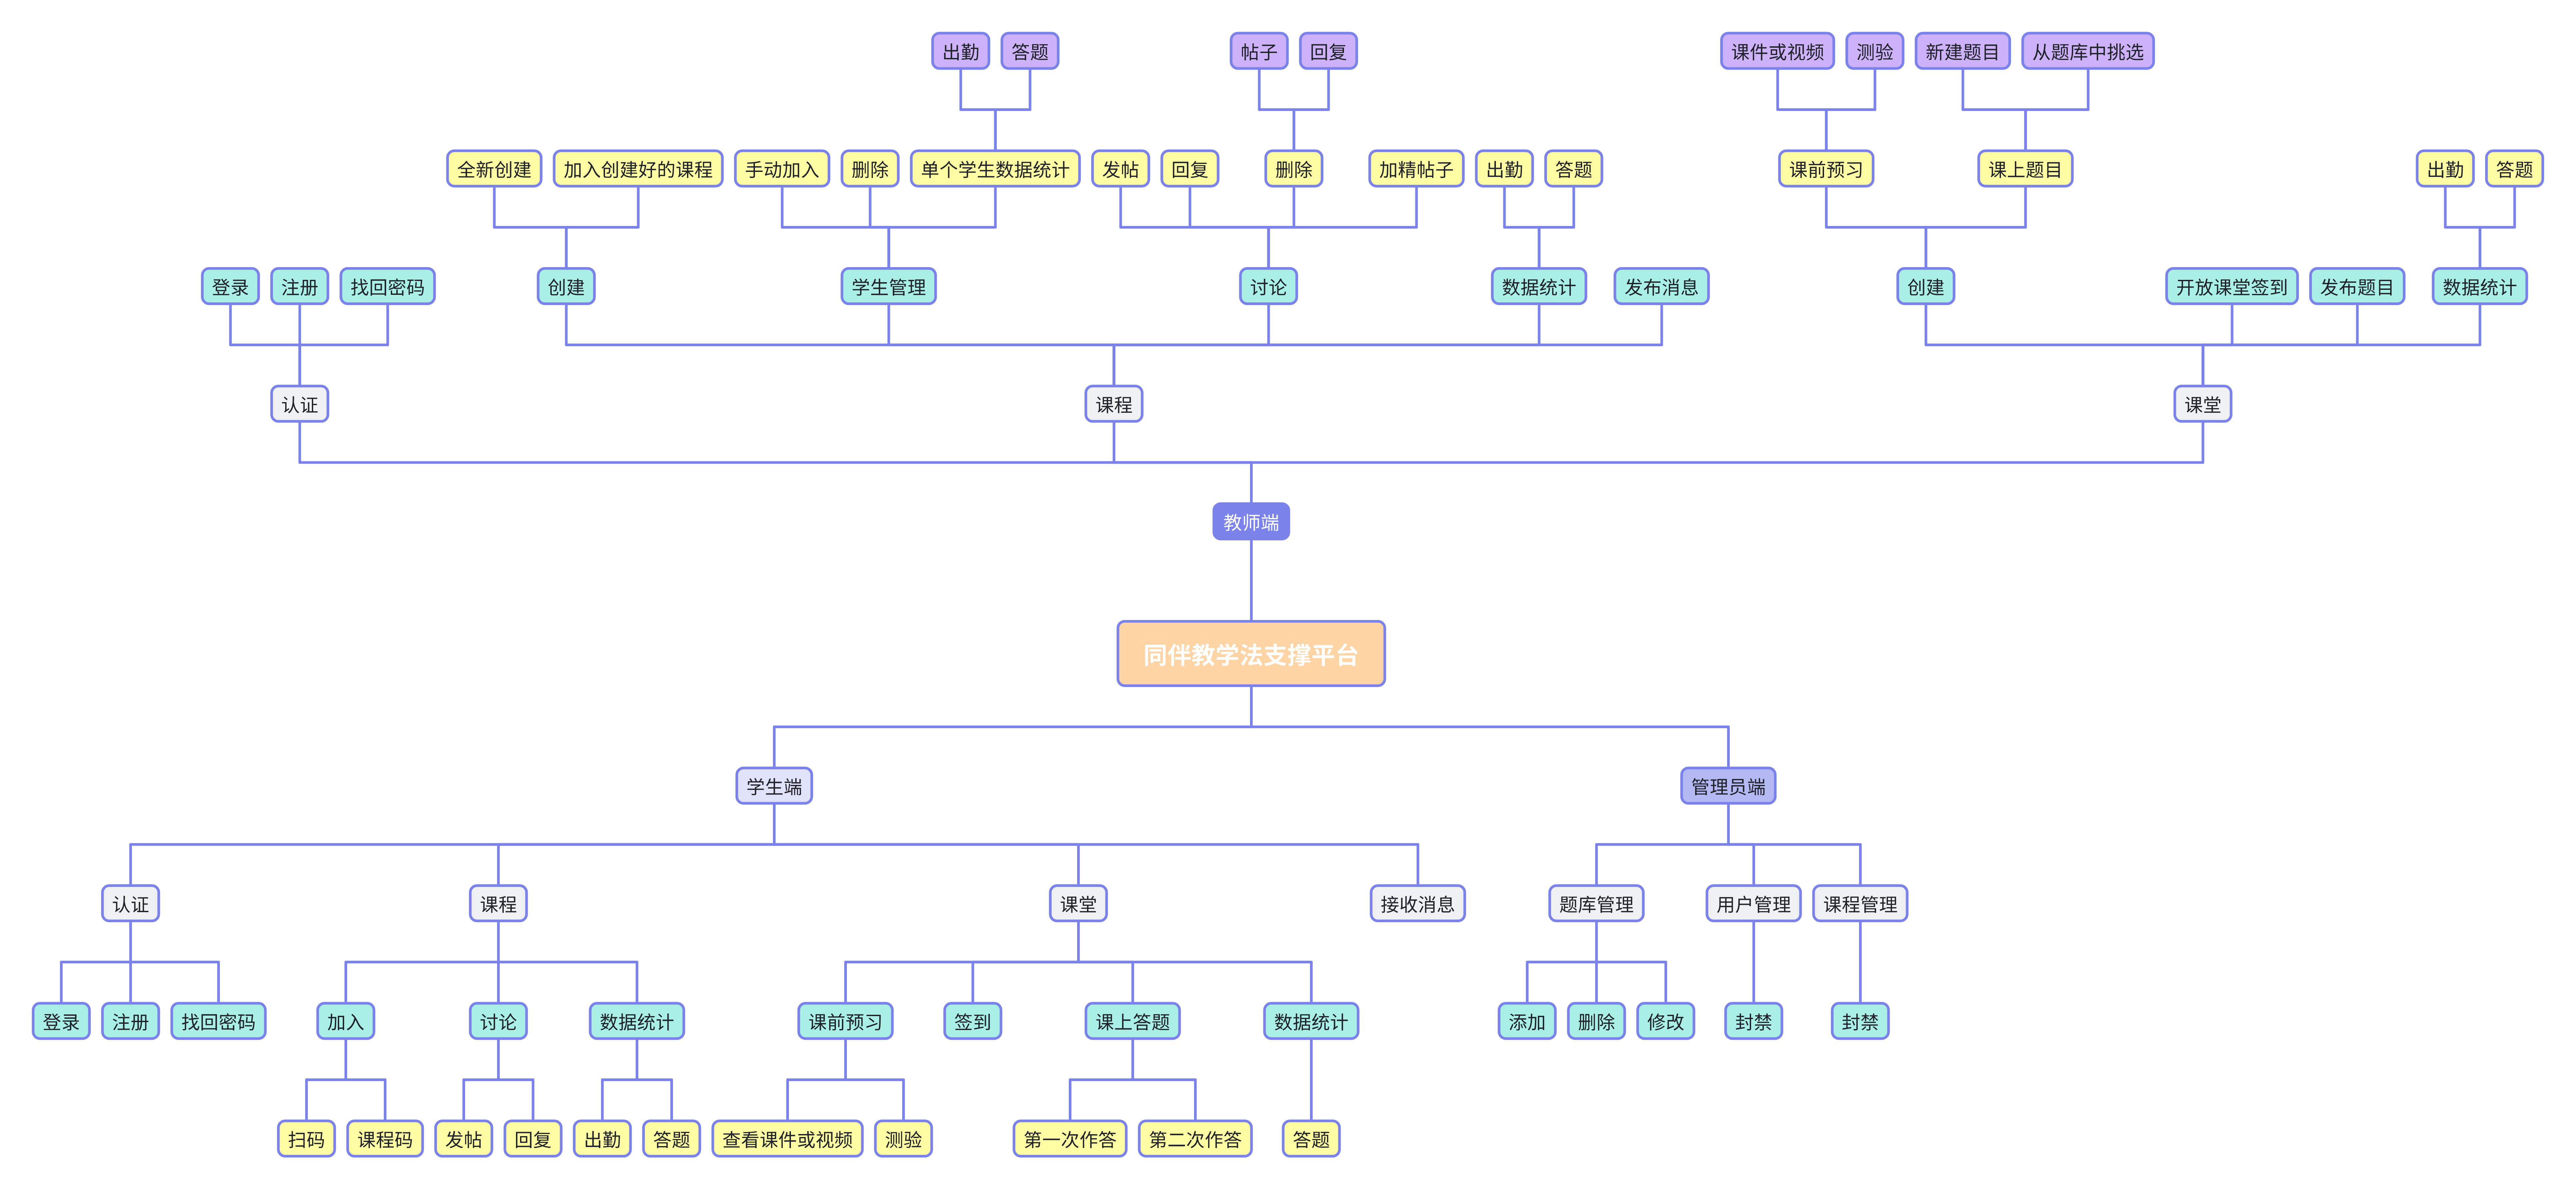 出勤
答题
帖子
回复
课件或视频
测验
新建题目
从题库中挑选
全新创建
加入创建好的课程
手动加入
删除
单个学生数据统计
发帖
回复
删除
加精帖子
出勤
答题
课前预习
课上题目
出勤
答题
登录
注册
找回密码
创建
学生管理
讨论
数据统计
发布消息
创建
开放课堂签到
发布题目
数据统计
认证
课程
课堂
教师端
同伴教学法支撑平台
学生端
管理员端
认证
课程
课堂
接收消息
题库管理
用户管理
课程管理
登录
注册
找回密码
加入
讨论
数据统计
课前预习
签到
课上答题
数据统计
添加
删除
修改
封禁
封禁
扫码
课程码
发帖
回复
出勤
答题
查看课件或视频
测验
第一次作答
第二次作答
答题